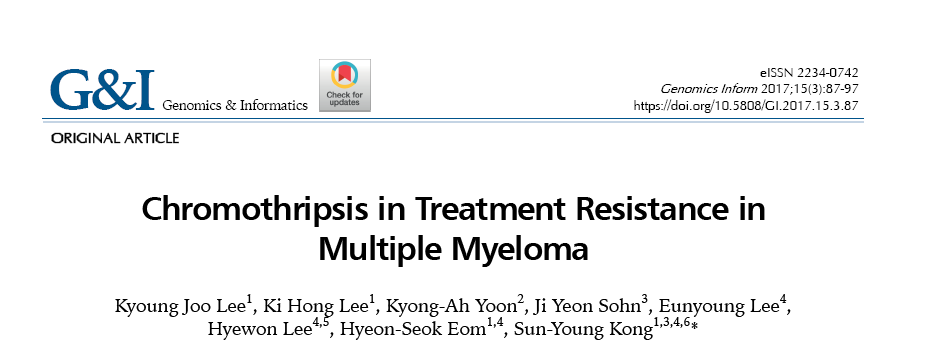 G&I Genomics & Informatics
Check for
updates
eISSN 2234-0742
Genomics Inform 2017;15(3):87-97
https://doi.org/10.5808/GI.2017.15.3.87
ORIGINAL ARTICLE
Chromothripsis in Treatment Resistance in
Multiple Myeloma
Kyoung Joo Lee1, Ki Hong Lee1, Kyong-Ah Yoon2, Ji Yeon Sohn3, Eunyoung Lee4,
Hyewon Lee4,5, Hyeon-Seok Eom1,4, Sun-Young Kong1,3,4,6*